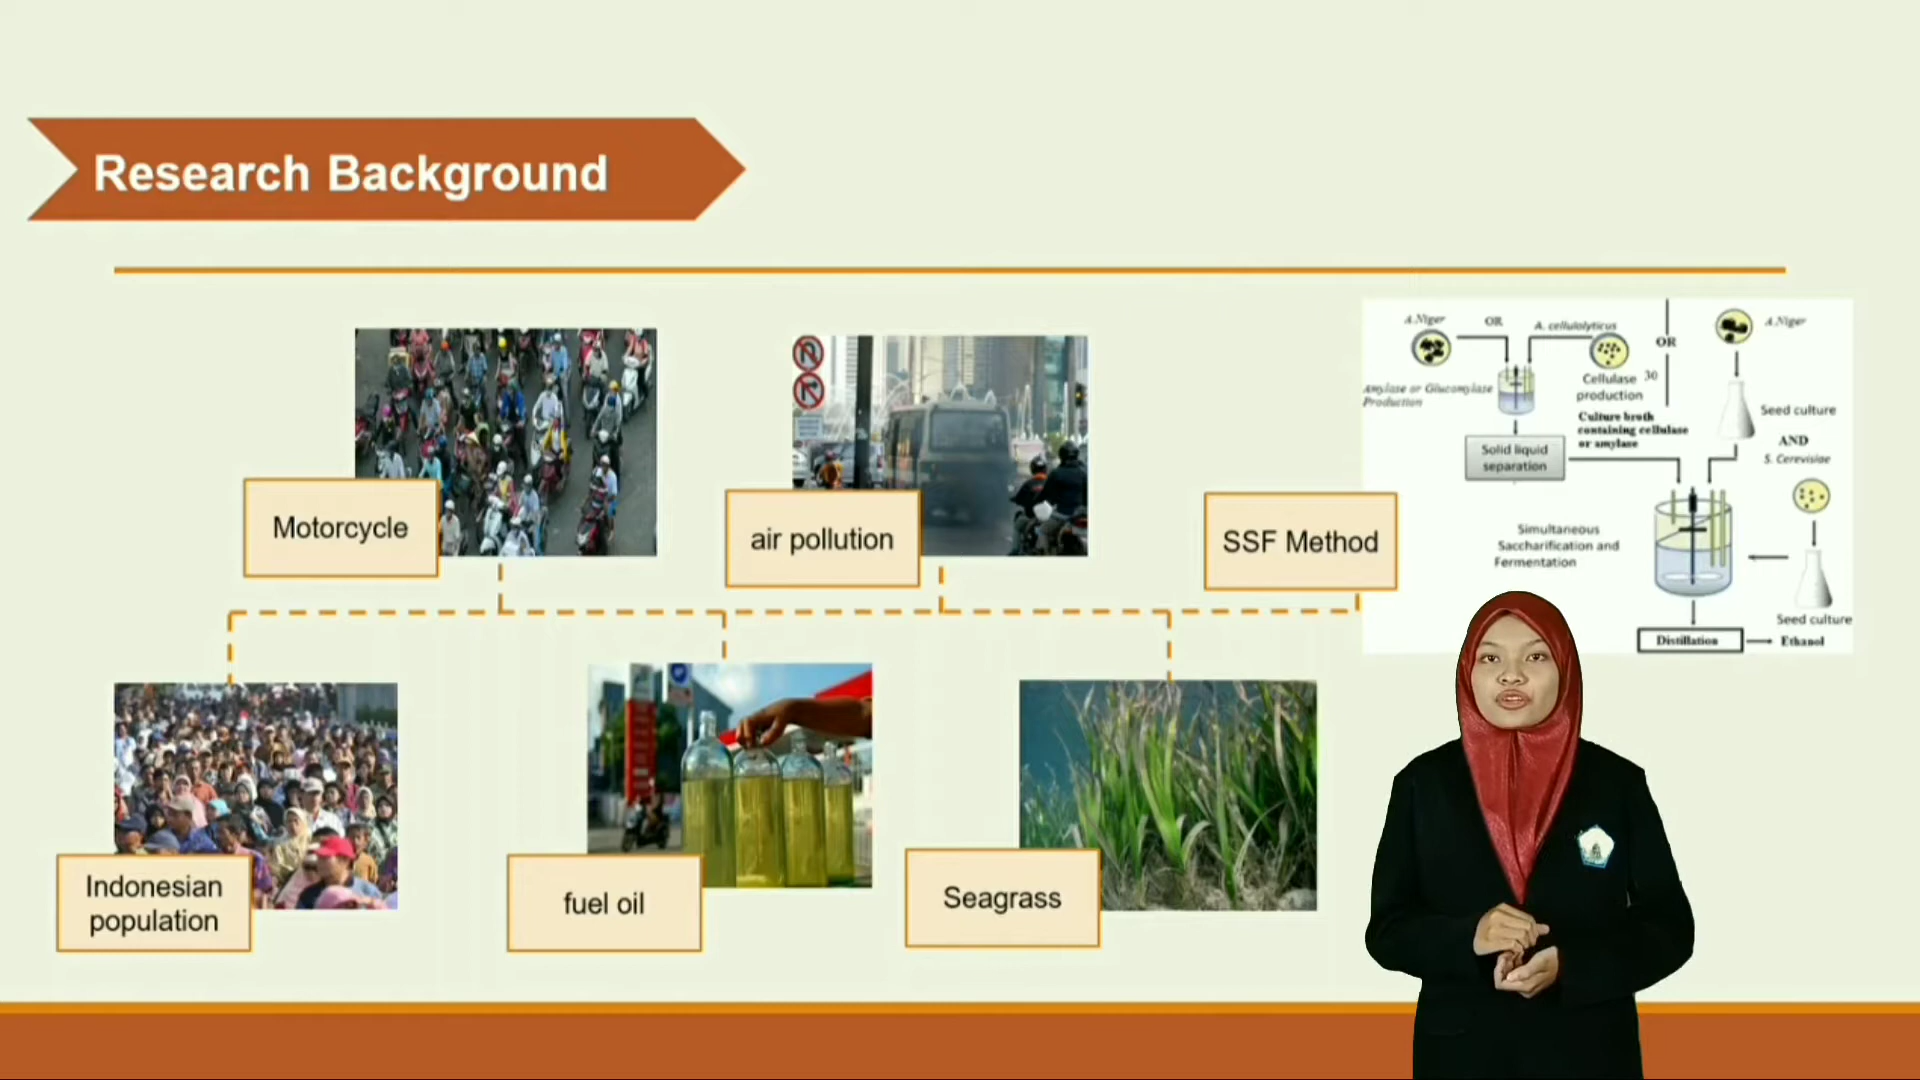 Research Background
Motorcycle
air pollution
SSF Method
Indonesian
population
fuel oil
Seagrass
A.Niger
OR
A. cellulolyticus
Amylase or Glucomylase
Production
Cellulase 30
production
Culture broth
containing cellulase
or amylase
Solid liquid
separation
OR
A.Niger
Seed culture
AND
S. Cerevisiae
Simultaneous
Saccharification and
Fermentation
Seed culture
Distillation
Ethanol